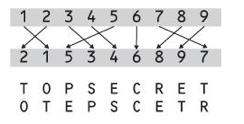 1 2 3 4 5 6 7 8 9
2 1 5 3 4 6 8 9 7
T O P S E C R E T
O T E P S C E T R